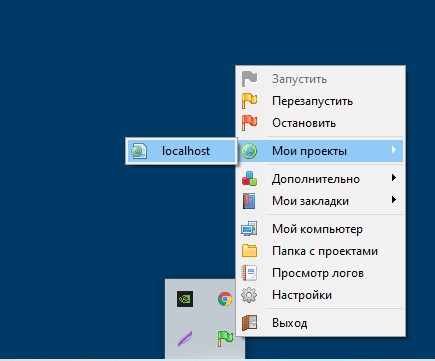 Запустить
Перезапустить
Остановить
localhost
Мои проекты
Дополнительно
Мои закладки
Мой компьютер
Папка с проектами
Просмотр логов
Настройки
Выход